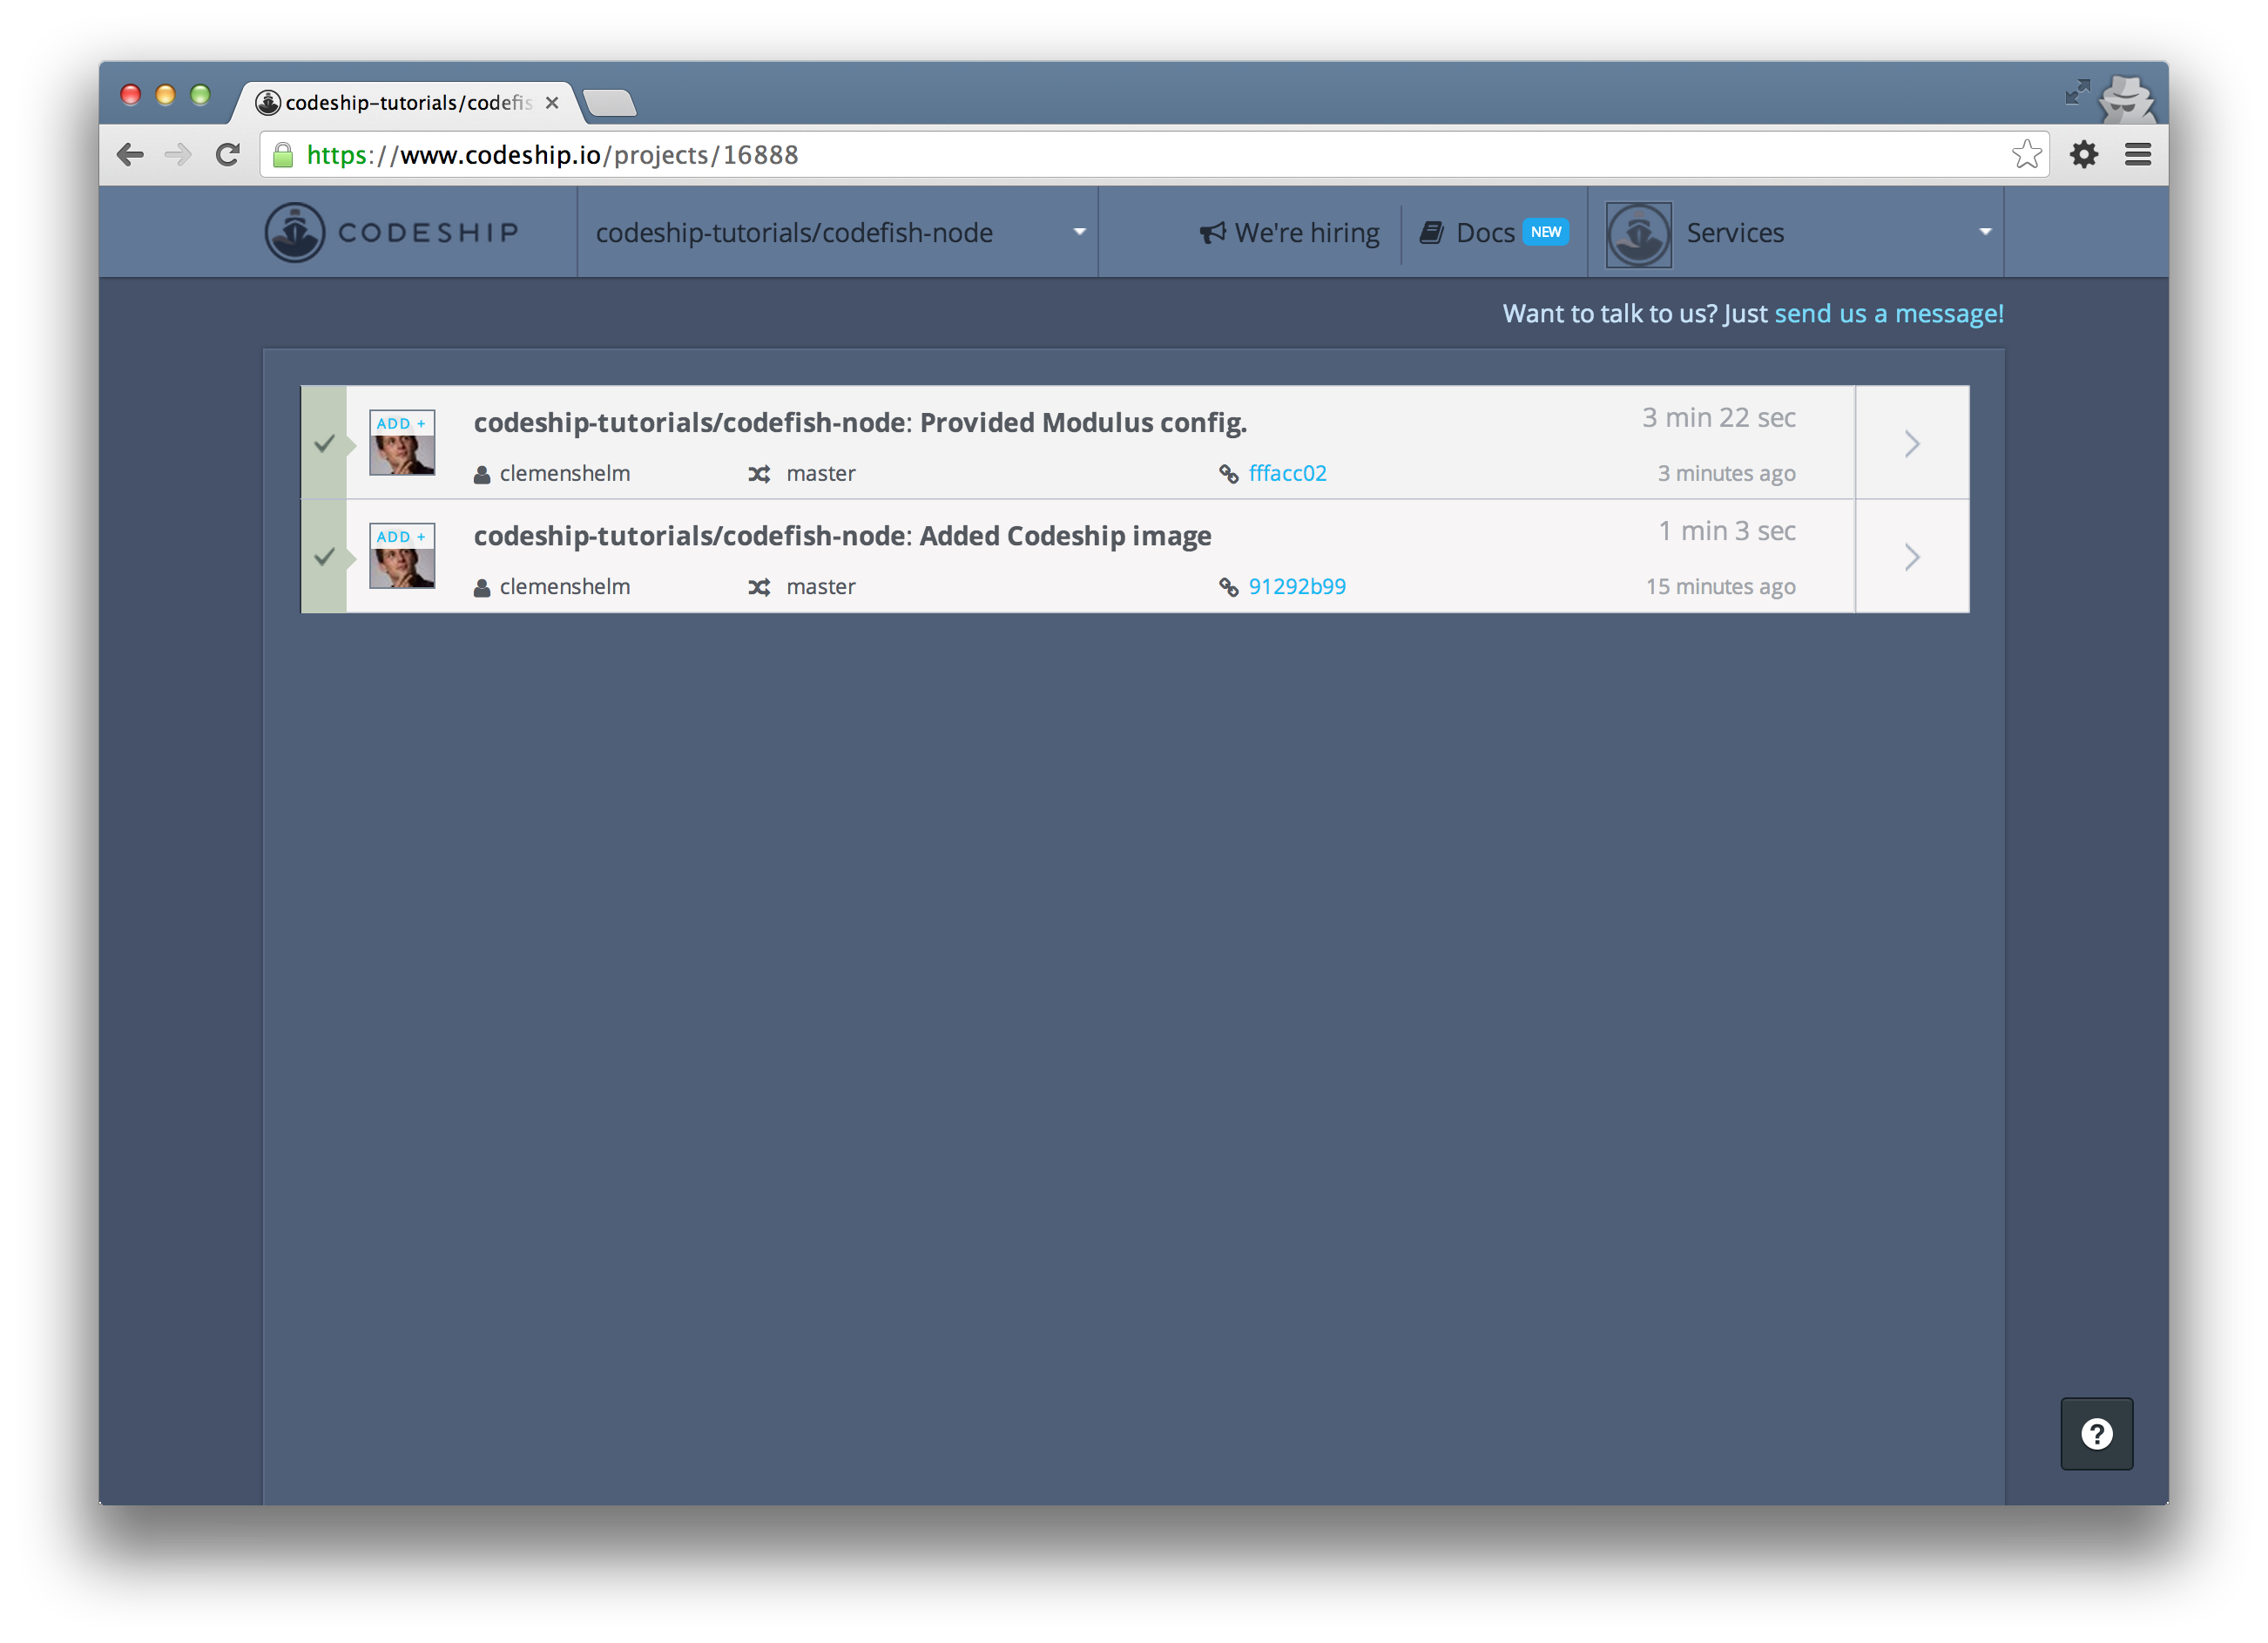 codeship-tutorials/codefis
https://www.codeship.io/projects/16888
CODESHIP
codeship-tutorials/codefish-node
We're hiring
Docs NEW
Services
Want to talk to us? Just send us a message!
ADD +
codeship-tutorials/codefish-node: Provided Modulus config.
3 min 22 sec
clemenshelm
master
fffacc02
3 minutes ago
ADD +
codeship-tutorials/codefish-node: Added Codeship image
1 min 3 sec
clemenshelm
master
91292b99
15 minutes ago
?